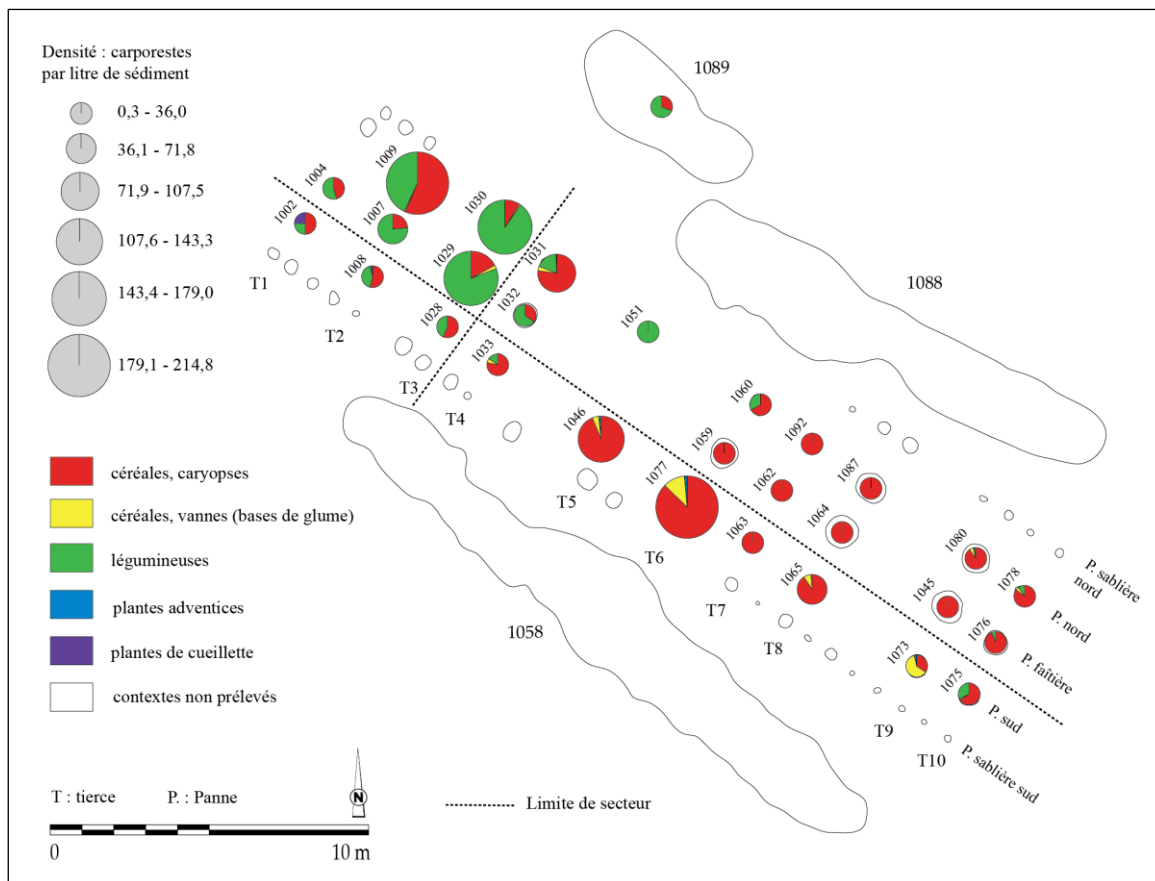 Densité : carporestes
par litre de sédiment
0,3 - 36,0
36,1 - 71,8
71,9 - 107,5
107,6 - 143,3
143,4 - 179,0
179,1 - 214,8
céréales, caryopses
céréales, vannes (bases de glume)
légumineuses
plantes adventices
plantes de cueillette
contextes non prélevés
T : tierce
P. : Panne
N
Limite de secteur
0
10 m
1089
1088
1058
1009
1004
1002
1007
1030
1029
1031
1008
1032
1028
1033
1051
1046
1060
1059
1092
1077
1062
1087
1064
1063
1065
1080
1078
1045
1076
1073
1075
T1
T2
T3
T4
T5
T6
T7
T8
T9
T10
P. sablière
nord
P. nord
P. faîtière
P. sud
P. sablière sud